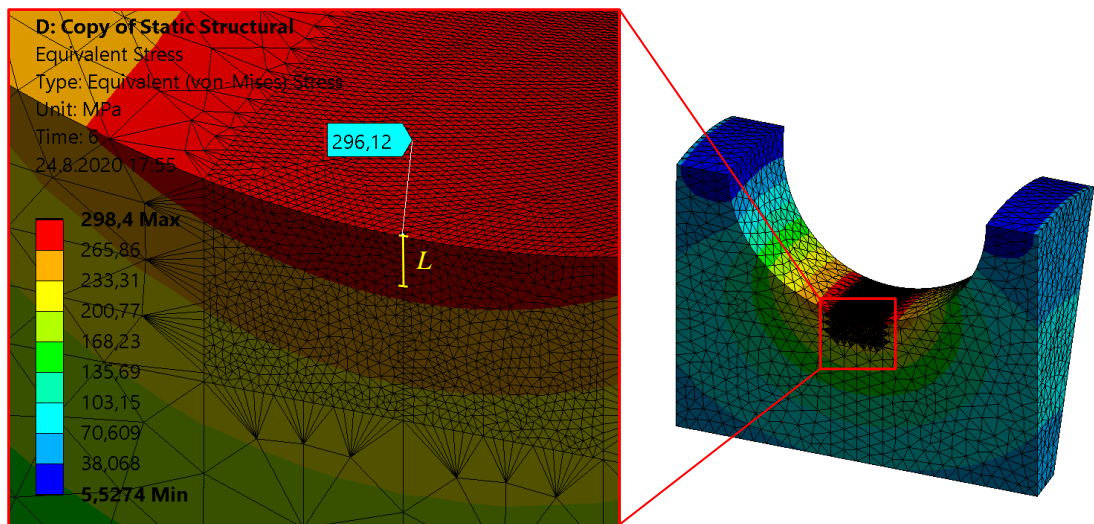 D: Copy of Static Structural
Equivalent Stress
Type: Equivalent (von-Mises) Stress
Unit: MPa
Time: 6
24.8.2020 17:55
296,12
298,4 Max
265,86
233,31
200,77
168,23
135,69
103,15
70,609
38,068
5,5274 Min
L